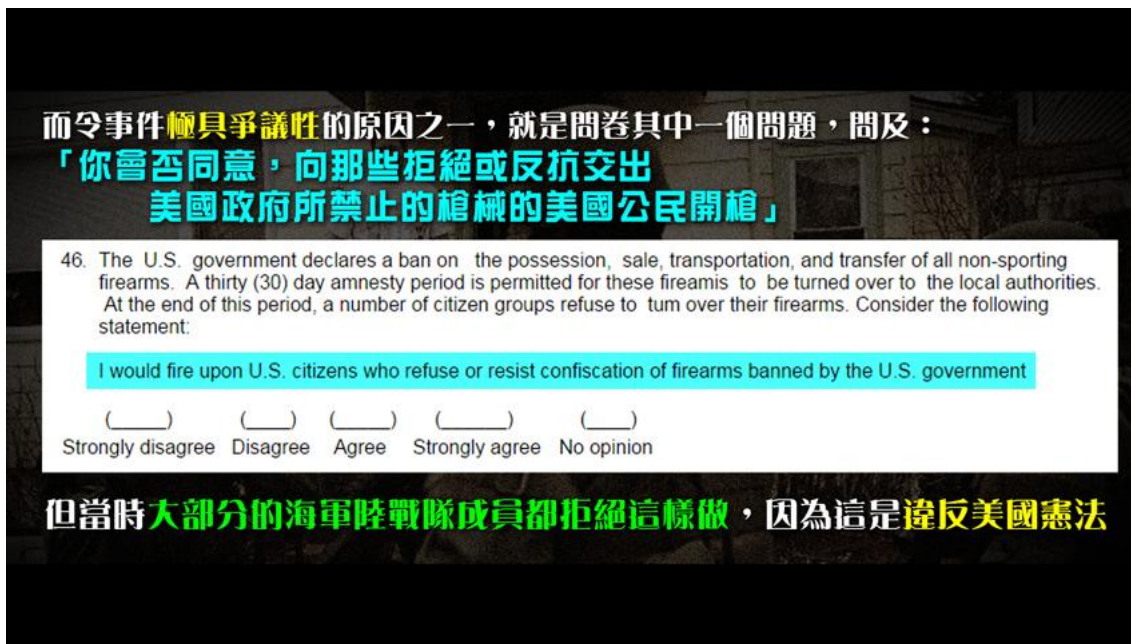 而令事件極具爭議性的原因之一，就是問卷其中一個問題，問及：
「你會否同意，向那些拒絕或反抗交出
美國政府所禁止的槍械的美國公民開槍」
46. The U.S. government declares a ban on the possession, sale, transportation, and transfer of all non-sporting
firearms. A thirty (30) day amnesty period is permitted for these fireamis to be turned over to the local authorities.
At the end of this period, a number of citizen groups refuse to tum over their firearms. Consider the following
statement:
I would fire upon U.S. citizens who refuse or resist confiscation of firearms banned by the U.S. government
(_____) (____) (_____) (______) (____)
Strongly disagree Disagree Agree Strongly agree No opinion
但當時大部分的海軍陸戰隊成員都拒絕這樣做，因為這是違反美國憲法